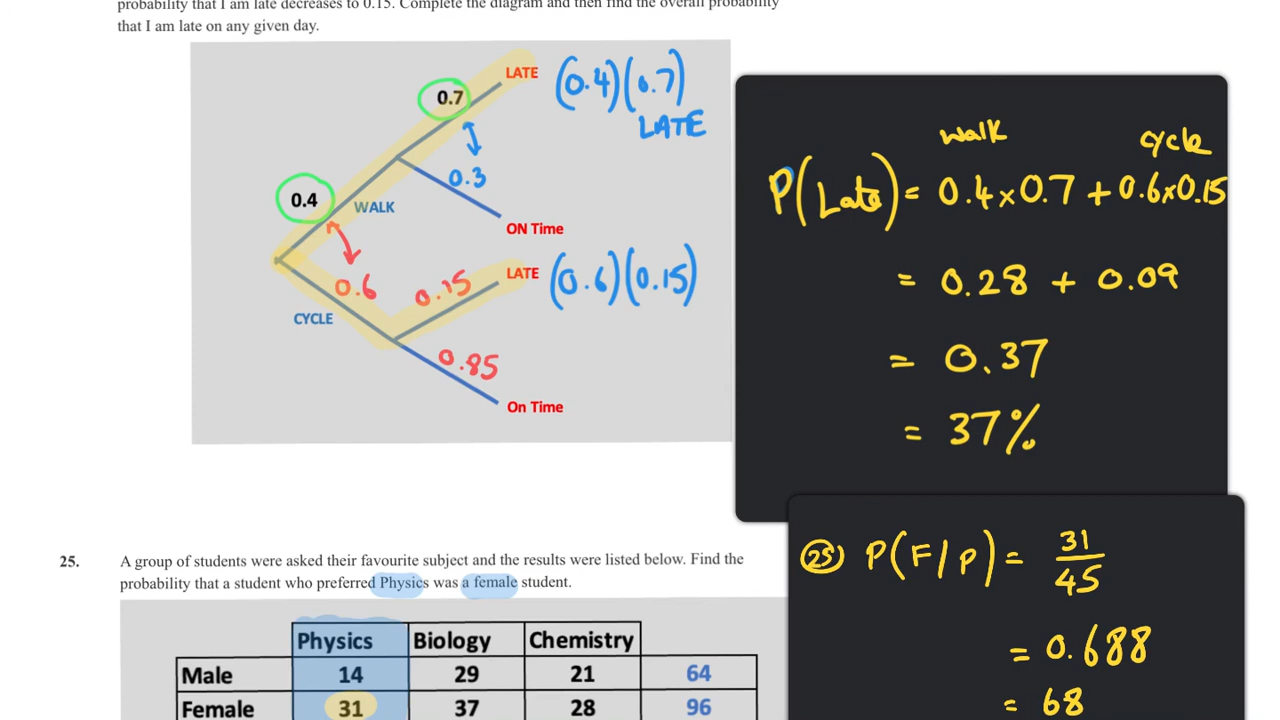 probability that I am late decreases to 0.15. Complete the diagram and then find the overall probability
that I am late on any given day.
LATE (0.4)(0.7)
LATE
0.7
0.3
0.4
WALK
ON Time
LATE (0.6)(0.15)
0.6
0.15
CYCLE
0.85
On Time
walk cycle
P(Late) = 0.4 x 0.7 + 0.6x0.15
= 0.28 + 0.09
= 0.37
= 37%
25. A group of students were asked their favourite subject and the results were listed below. Find the
probability that a student who preferred Physics was a female student.
Physics Biology Chemistry
Male 14 29 21 64
Female 31 37 28 96
25) P(F/P) = 31/45
= 0.688
= 68